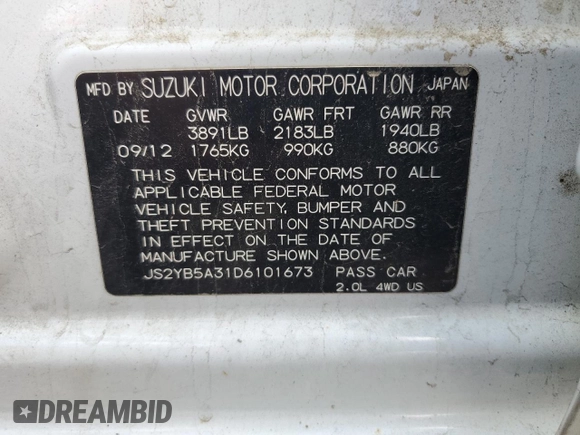 MFD BY SUZUKI MOTOR CORPORATION JAPAN
DATE GVWR GAWR FRT GAWR RR
3891LB 2183LB 1940LB
09/12 1765KG 990KG 880KG
THIS VEHICLE CONFORMS TO ALL
APPLICABLE FEDERAL MOTOR
VEHICLE SAFETY, BUMPER AND
THEFT PREVENTION STANDARDS
IN EFFECT ON THE DATE OF
MANUFACTURE SHOWN ABOVE.
JS2YB5A31D6101673 PASS CAR
2.0L 4WD US
DREAMBID